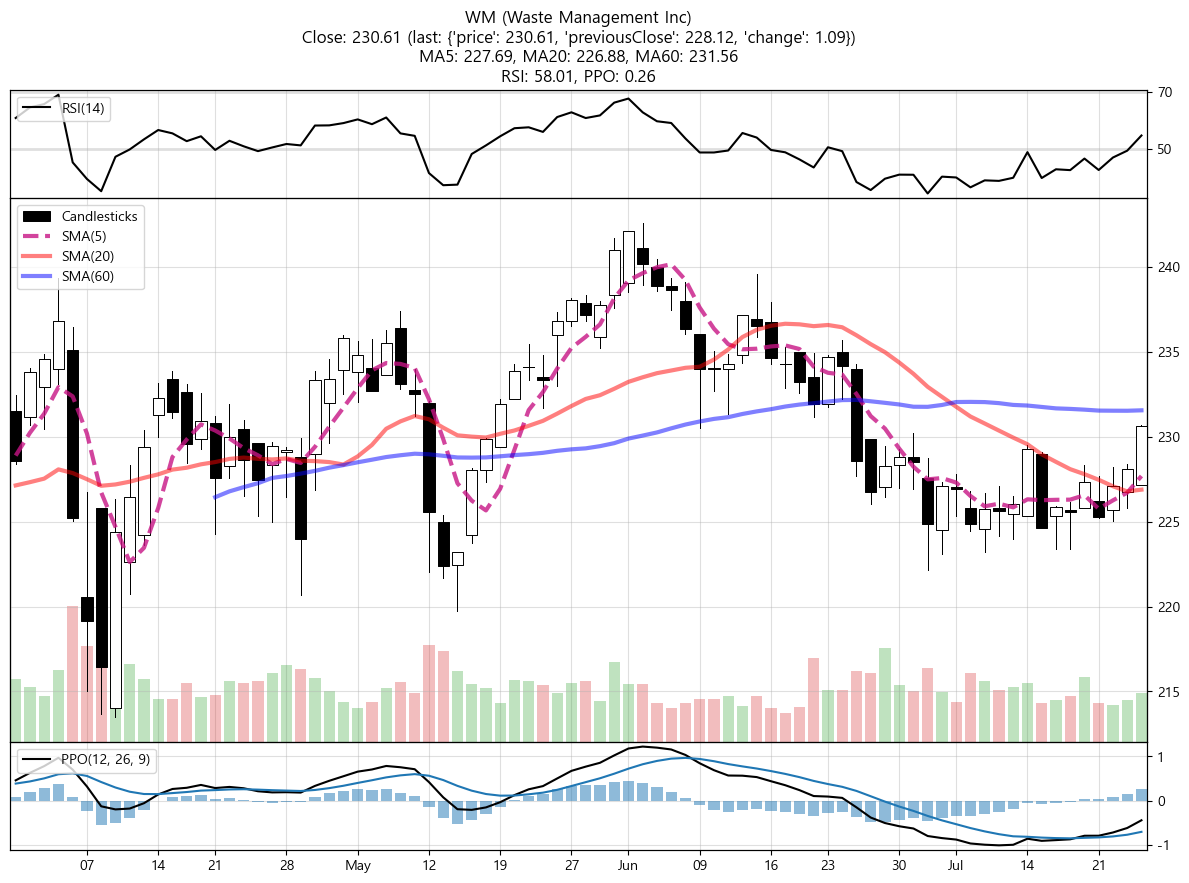 WM (Waste Management Inc)
Close: 230.61 (last: {'price': 230.61, 'previousClose': 228.12, 'change': 1.09})
MA5: 227.69, MA20: 226.88, MA60: 231.56
RSI: 58.01, PPO: 0.26
RSI(14)
70
50
Candlesticks
SMA(5)
SMA(20)
SMA(60)
240
235
230
225
220
215
PPO(12, 26, 9)
1
0
-1
07 14 21 28 May 12 19 27 Jun 09 16 23 30 Jul 14 21